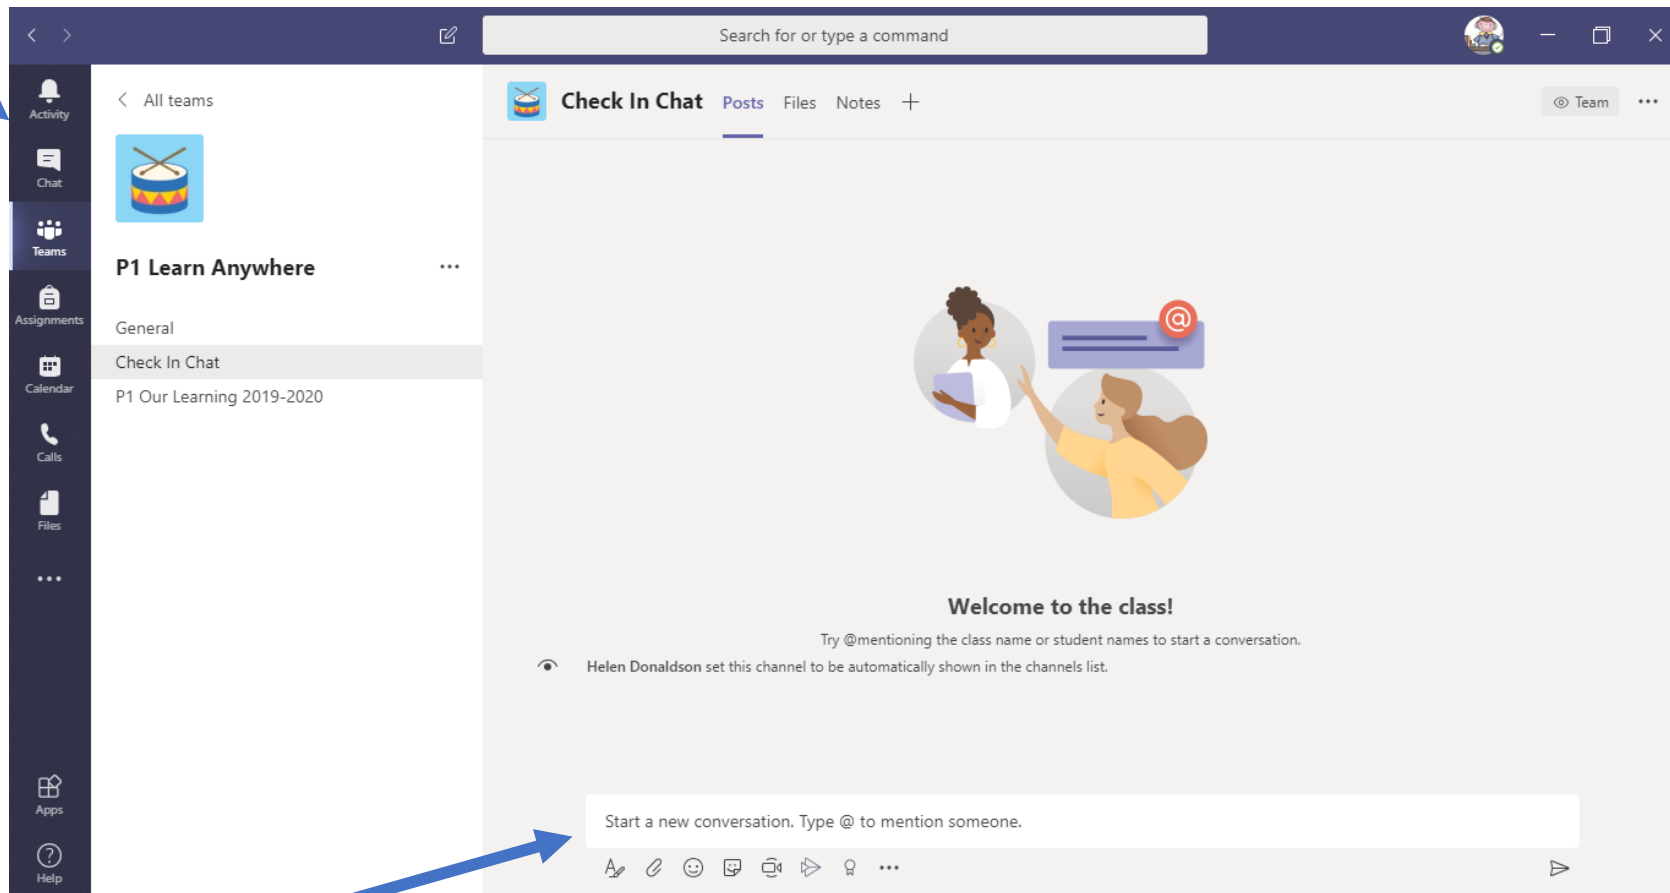 Search for or type a command
Activity
Chat
Teams
Assignments
Calendar
Calls
Files
Apps
Help
All teams
P1 Learn Anywhere
General
Check In Chat
P1 Our Learning 2019-2020
Check In Chat Posts Files Notes
Team
@
Welcome to the class!
Try @mentioning the class name or student names to start a conversation.
Helen Donaldson set this channel to be automatically shown in the channels list.
Start a new conversation. Type @ to mention someone.